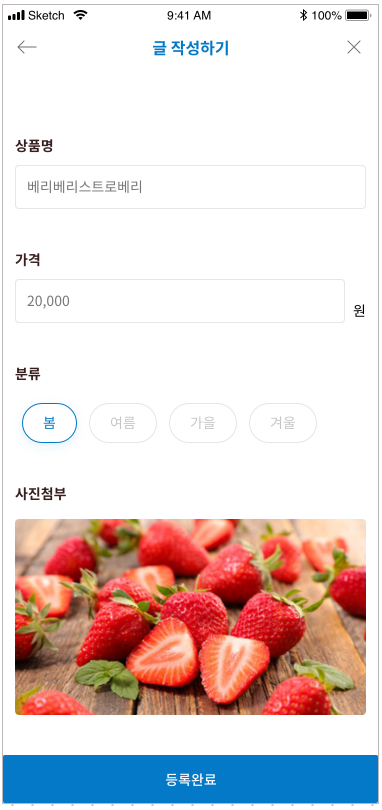 Sketch 9:41 AM 100%
글 작성하기
상품명
베리베리스트로베리
가격
20,000 원
분류
봄 여름 가을 겨울
사진첨부
등록완료